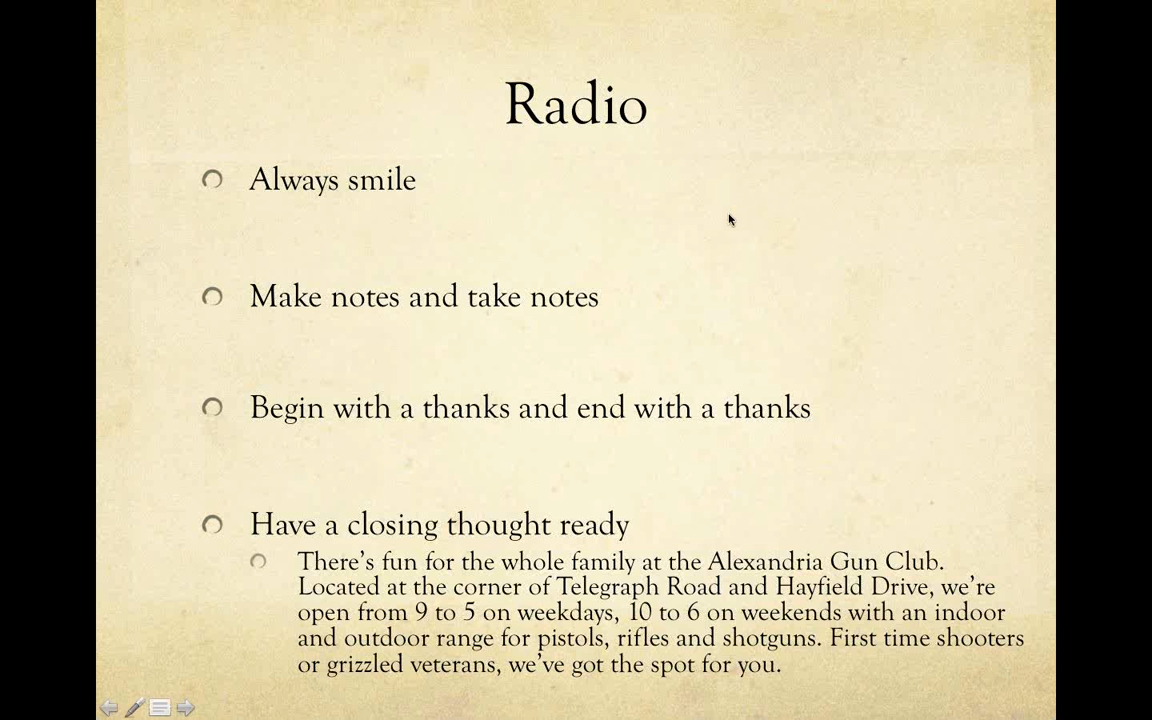 Radio
Always smile
Make notes and take notes
Begin with a thanks and end with a thanks
Have a closing thought ready
There's fun for the whole family at the Alexandria Gun Club.
Located at the corner of Telegraph Road and Hayfield Drive, we're
open from 9 to 5 on weekdays, 10 to 6 on weekends with an indoor
and outdoor range for pistols, rifles and shotguns. First time shooters
or grizzled veterans, we've got the spot for you.